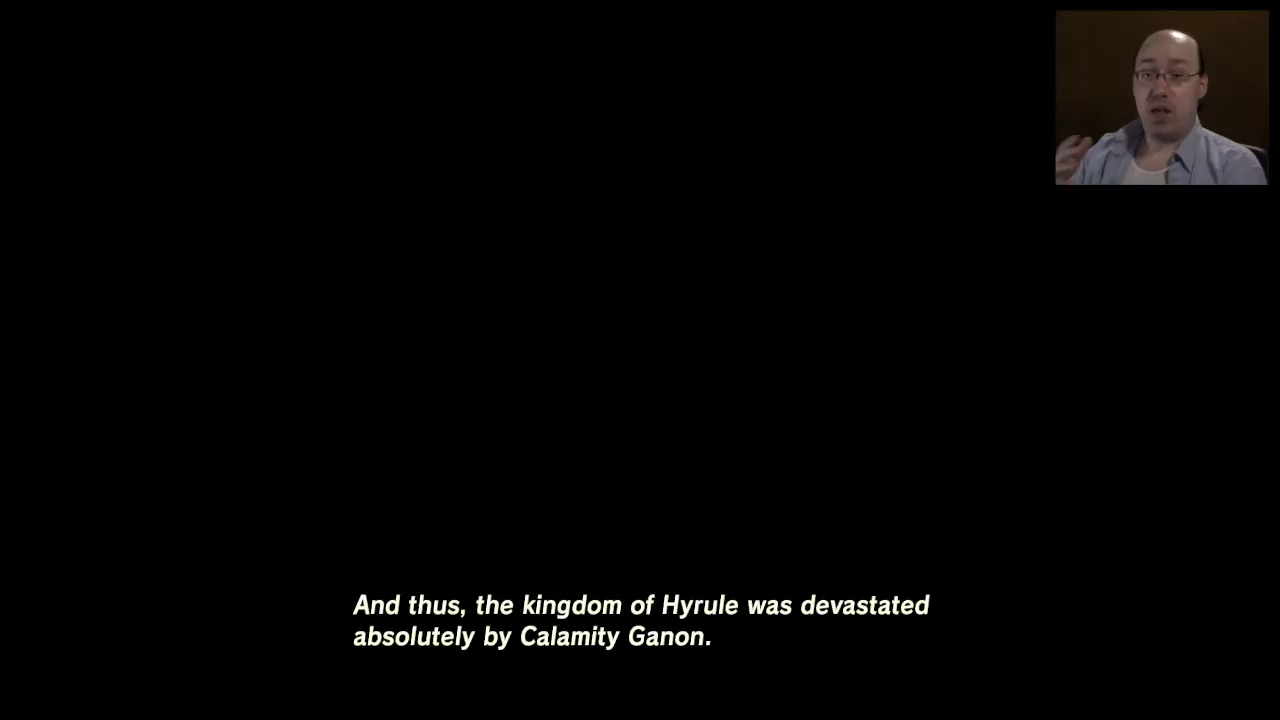 And thus, the kingdom of Hyrule was devastated
absolutely by Calamity Ganon.